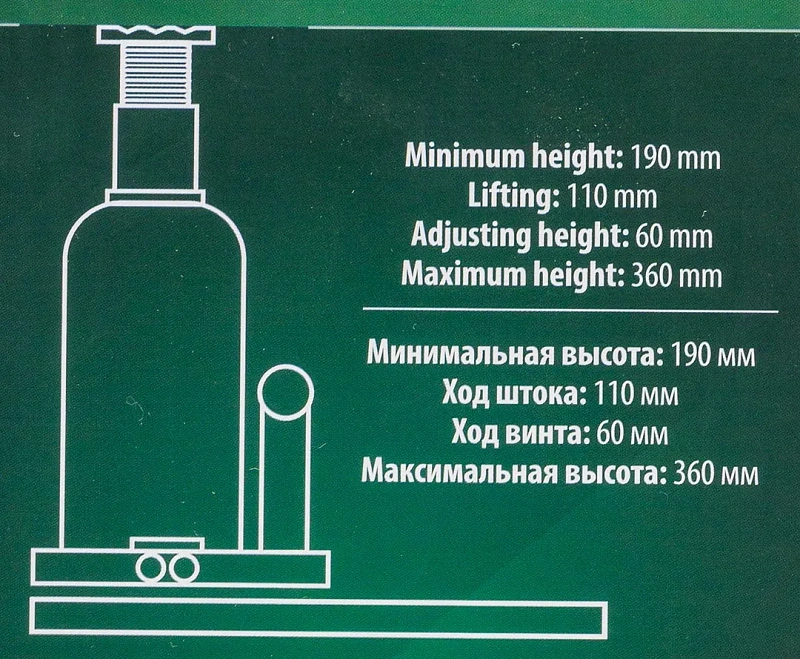 Minimum height: 190 mm
Lifting: 110 mm
Adjusting height: 60 mm
Maximum height: 360 mm
Минимальная высота: 190 мм
Ход штока: 110 мм
Ход винта: 60 мм
Максимальная высота: 360 мм